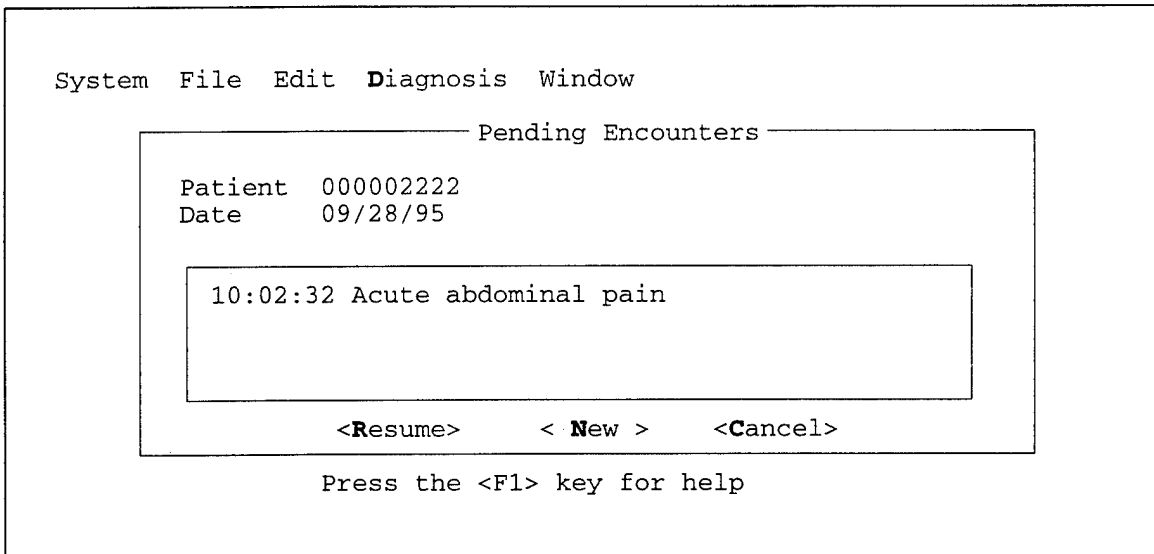 System File Edit Diagnosis Window
Pending Encounters
Patient 000002222
Date 09/28/95
10:02:32 Acute abdominal pain
<Resume> < New > <Cancel>
Press the <F1> key for help